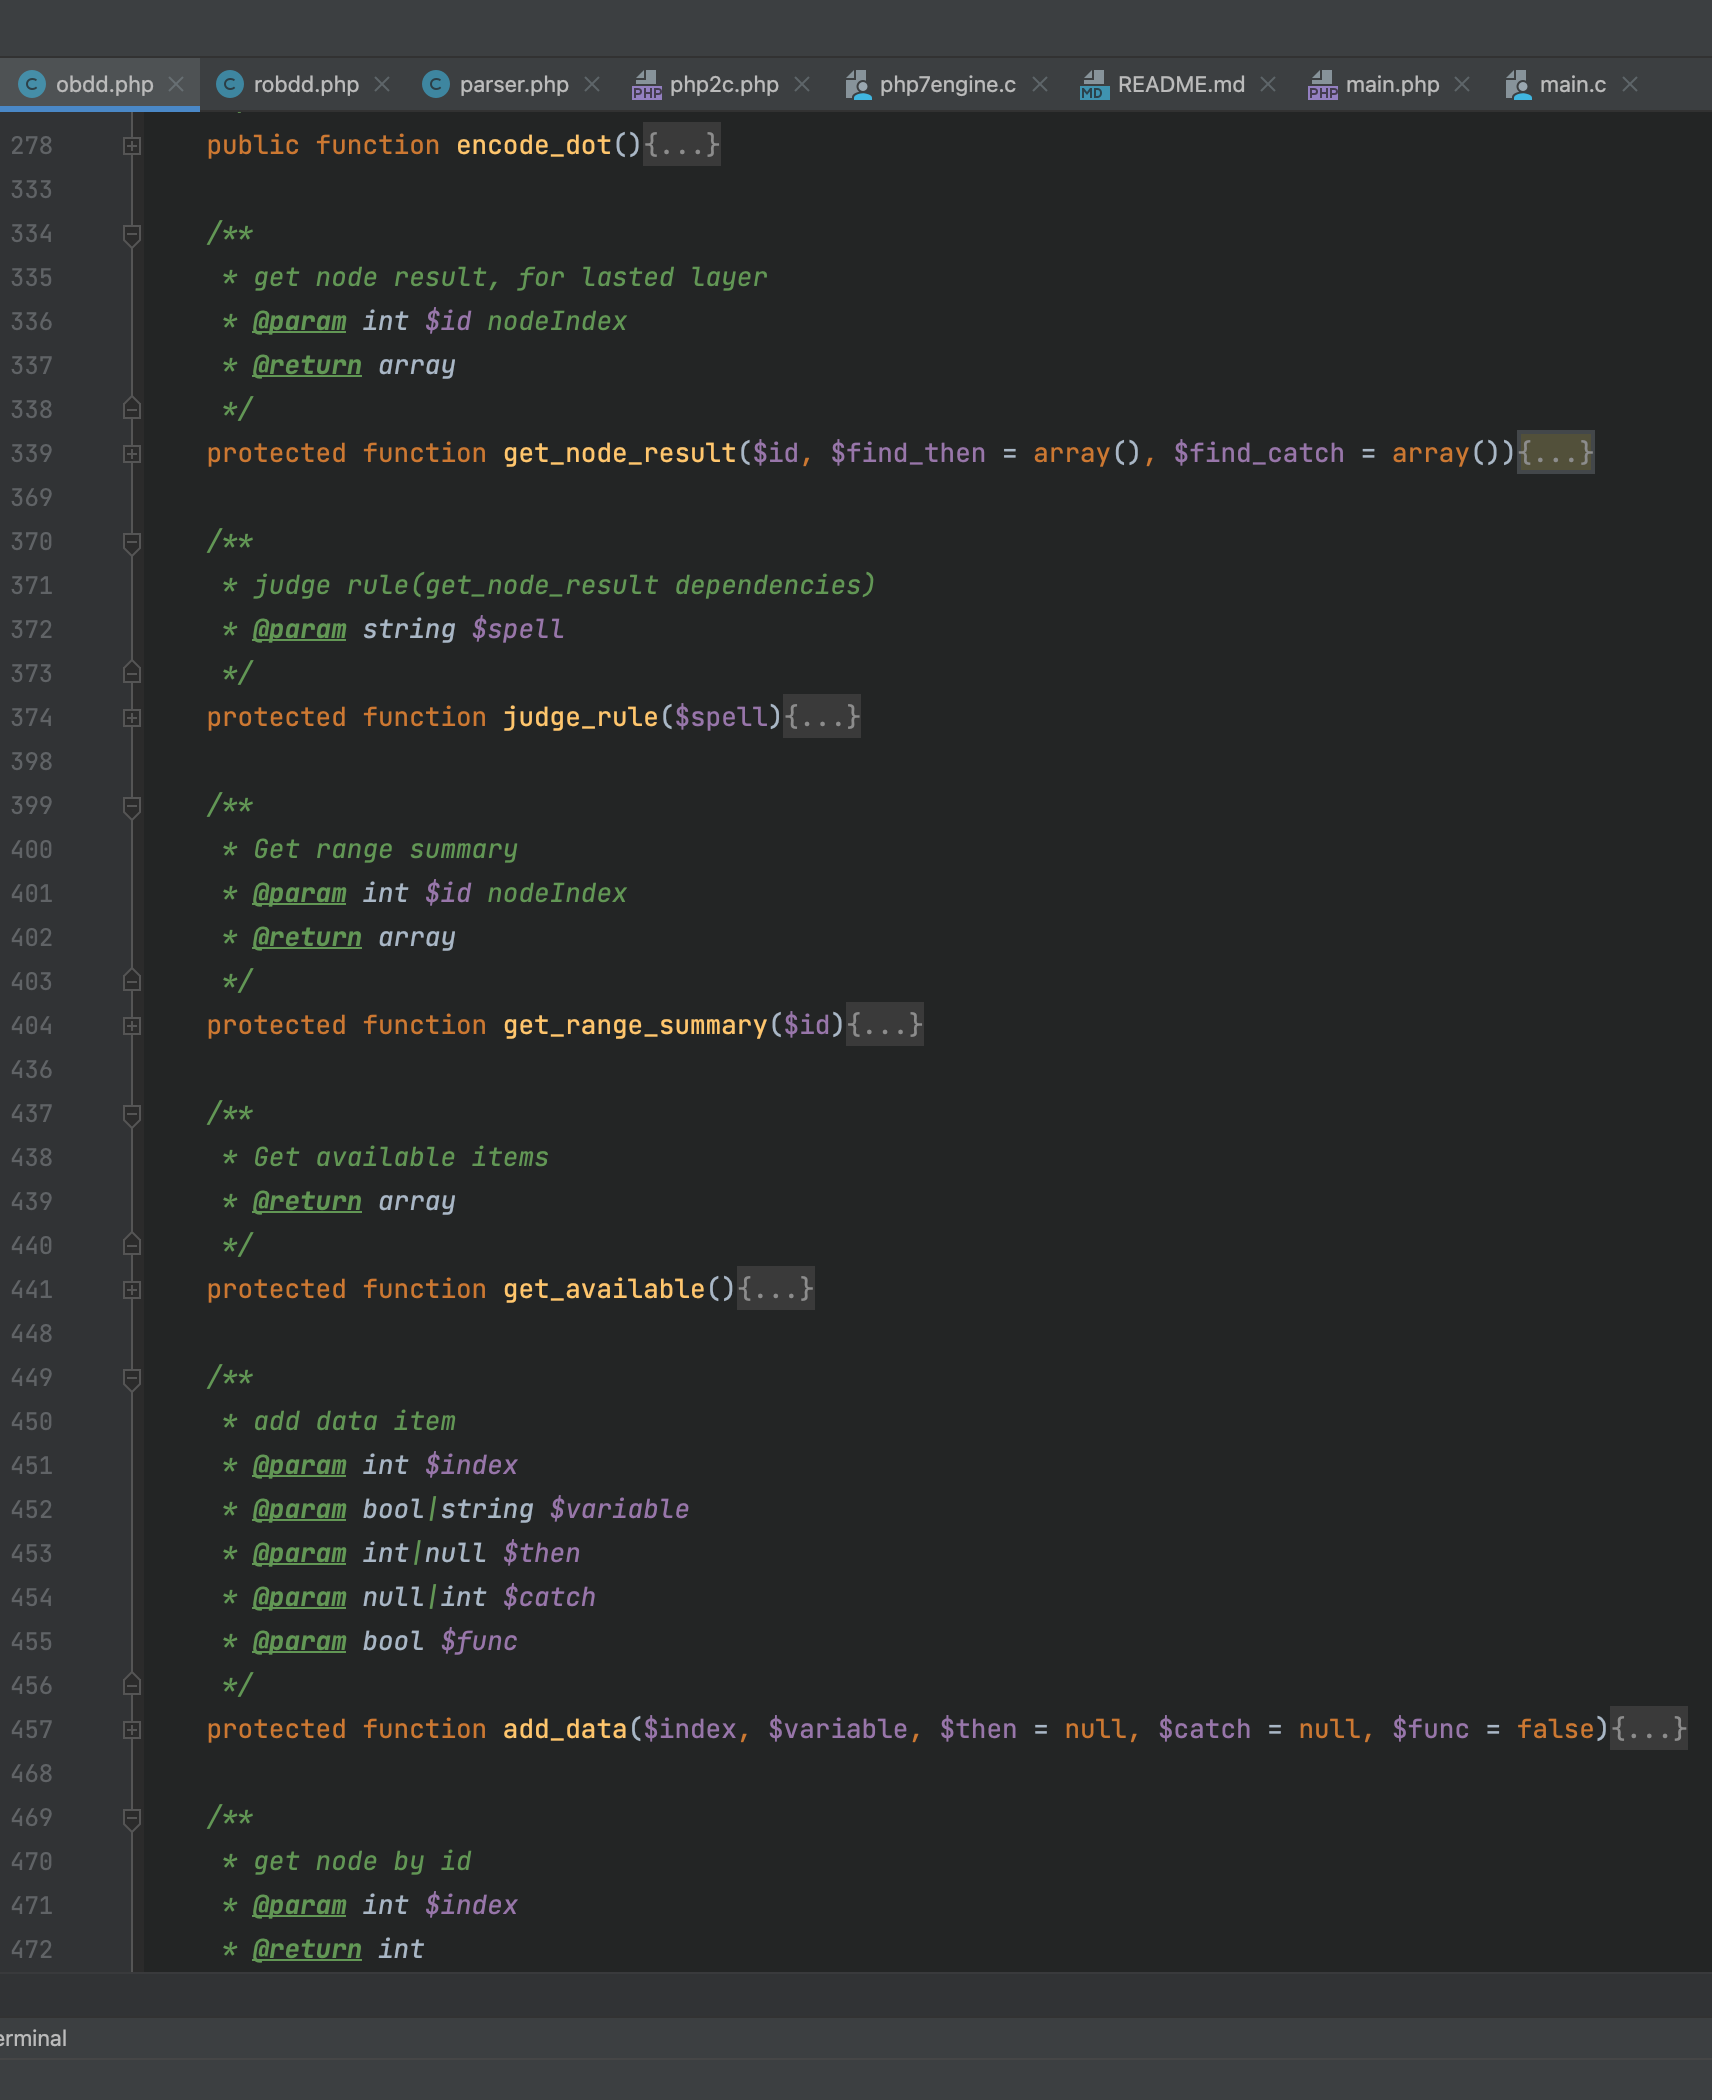 obdd.php robdd.php parser.php PHP php2c.php php7engine.c MD README.md PHP main.php main.c
278 public function encode_dot(){...}
333
334 /**
335 * get node result, for lasted layer
336 * @param int $id nodeIndex
337 * @return array
338 */
339 protected function get_node_result($id, $find_then = array(), $find_catch = array()){...}
369
370 /**
371 * judge rule(get_node_result dependencies)
372 * @param string $spell
373 */
374 protected function judge_rule($spell){...}
398
399 /**
400 * Get range summary
401 * @param int $id nodeIndex
402 * @return array
403 */
404 protected function get_range_summary($id){...}
436
437 /**
438 * Get available items
439 * @return array
440 */
441 protected function get_available(){...}
448
449 /**
450 * add data item
451 * @param int $index
452 * @param bool|string $variable
453 * @param int|null $then
454 * @param null|int $catch
455 * @param bool $func
456 */
457 protected function add_data($index, $variable, $then = null, $catch = null, $func = false){...}
468
469 /**
470 * get node by id
471 * @param int $index
472 * @return int
erminal